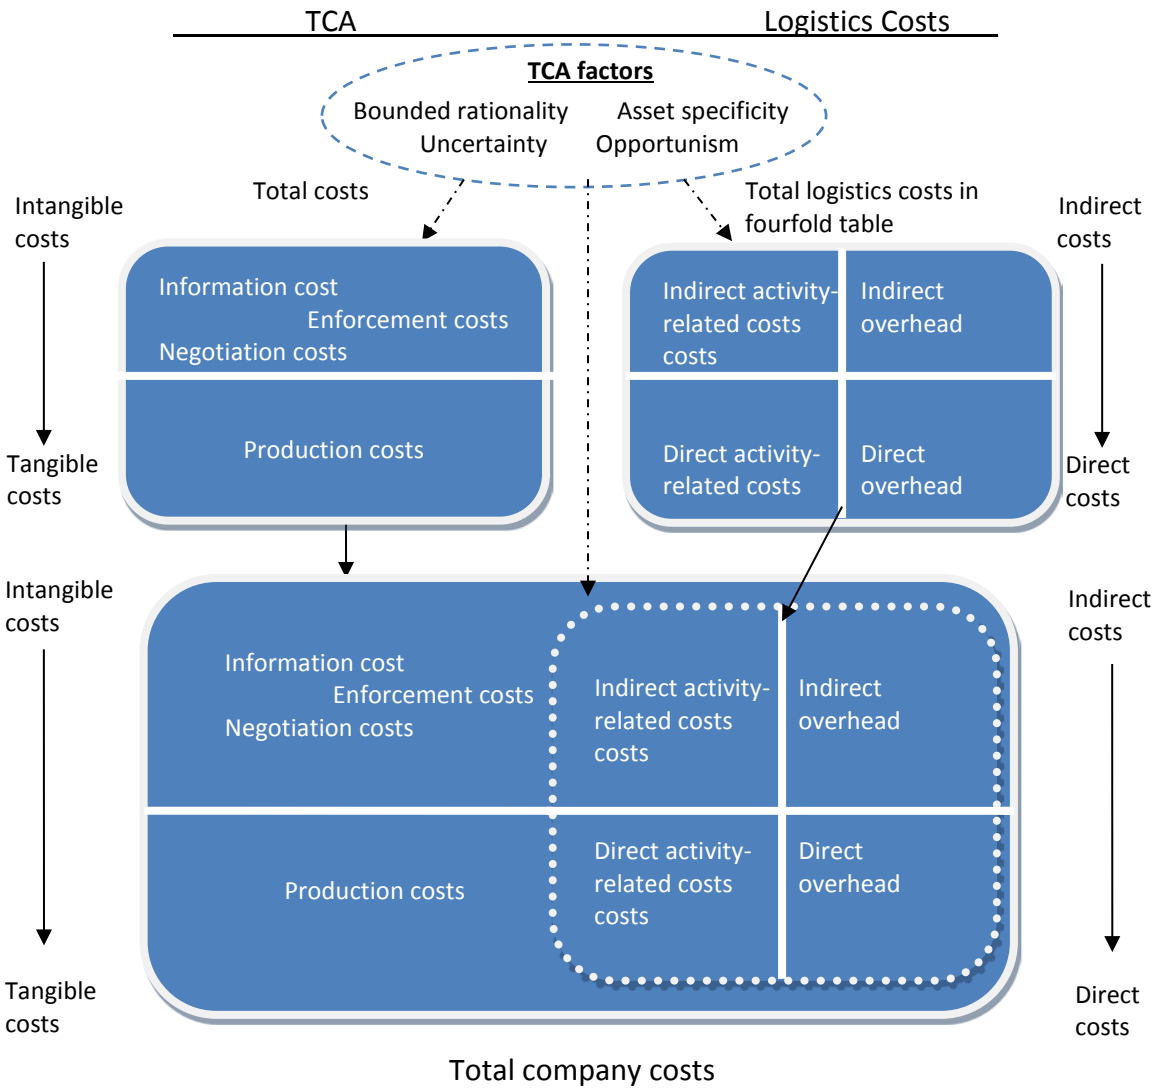 TCA
Logistics Costs
TCA factors
Bounded rationality
Asset specificity
Uncertainty
Opportunism
Total costs
Total logistics costs in
fourfold table
Intangible
costs
Indirect
costs
Information cost
Enforcement costs
Negotiation costs
Indirect activity-
related costs
costs
Indirect
overhead
Production costs
Direct activity-
related costs
Direct
overhead
Tangible
costs
Direct
costs
Intangible
costs
Indirect
costs
Information cost
Enforcement costs
Negotiation costs
Indirect activity-
related costs
costs
Indirect
overhead
Production costs
Direct activity-
related costs
costs
Direct
overhead
Tangible
costs
Direct
costs
Total company costs